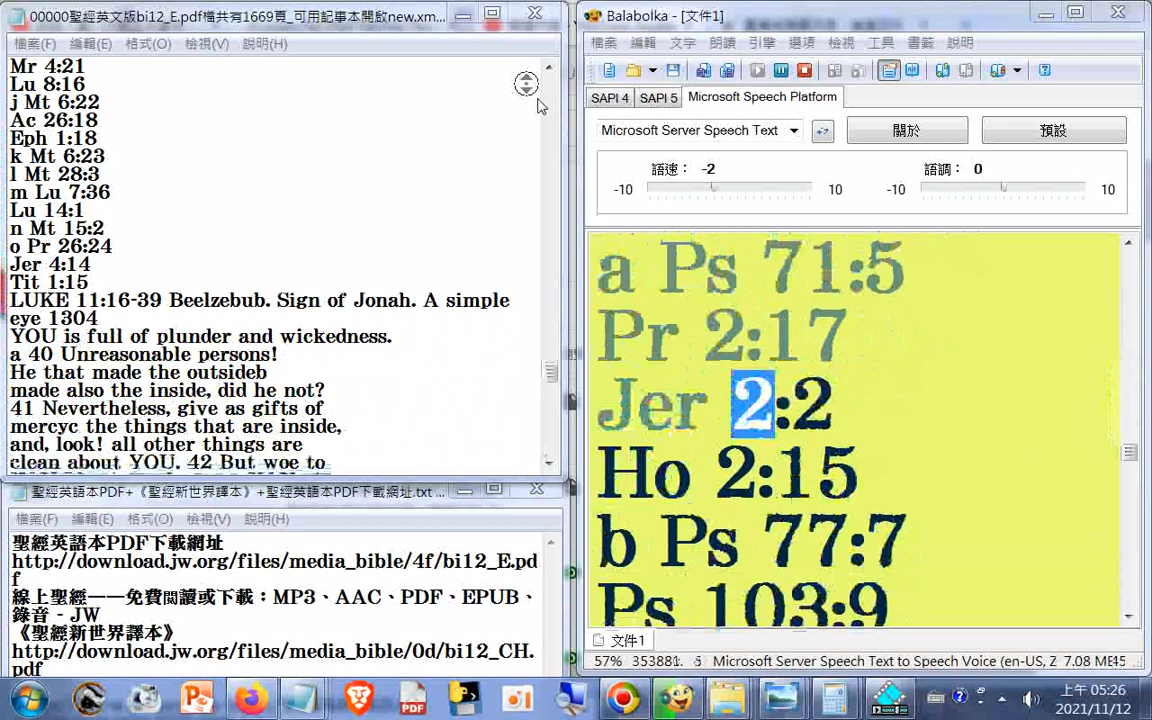 00000聖經英文版bi12_E.pdf檔共有1669頁_可用記事本開啟new.xm...
檔案(F) 編輯(E) 格式(O) 檢視(V) 說明(H)
Mr 4:21
Lu 8:16
j Mt 6:22
Ac 26:18
Eph 1:18
k Mt 6:23
l Mt 28:3
m Lu 7:36
Lu 14:1
n Mt 15:2
o Pr 26:24
Jer 4:14
Tit 1:15
LUKE 11:16-39 Beelzebub. Sign of Jonah. A simple
eye 1304
YOU is full of plunder and wickedness.
a 40 Unreasonable persons!
He that made the outsideb
made also the inside, did he not?
41 Nevertheless, give as gifts of
mercyc the things that are inside,
and, look! all other things are
clean about YOU. 42 But woe to
聖經英語本PDF+《聖經新世界譯本》+聖經英語本PDF下載網址.txt ...
檔案(F) 編輯(E) 格式(O) 檢視(V) 說明(H)
聖經英語本PDF下載網址
http://download.jw.org/files/media_bible/4f/bi12_E.pd
f
線上聖經——免費閱讀或下載：MP3、AAC、PDF、EPUB、
錄音 - JW
《聖經新世界譯本》
http://download.jw.org/files/media_bible/0d/bi12_CH.
pdf
Balabolka - [文件1]
檔案 編輯 文字 朗讀 引擎 選項 檢視 工具 書籤 說明
SAPI 4 SAPI 5 Microsoft Speech Platform
Microsoft Server Speech Text 關於 預設
語速： -2 語調： 0
-10 10 -10 10
a Ps 71:5
Pr 2:17
Jer 2:2
Ho 2:15
b Ps 77:7
Ps 103:9
文件1
57% 353881. Microsoft Server Speech Text to Speech Voice (en-US, Z 7.08 ME45
PDF
上午 05:26
2021/11/12